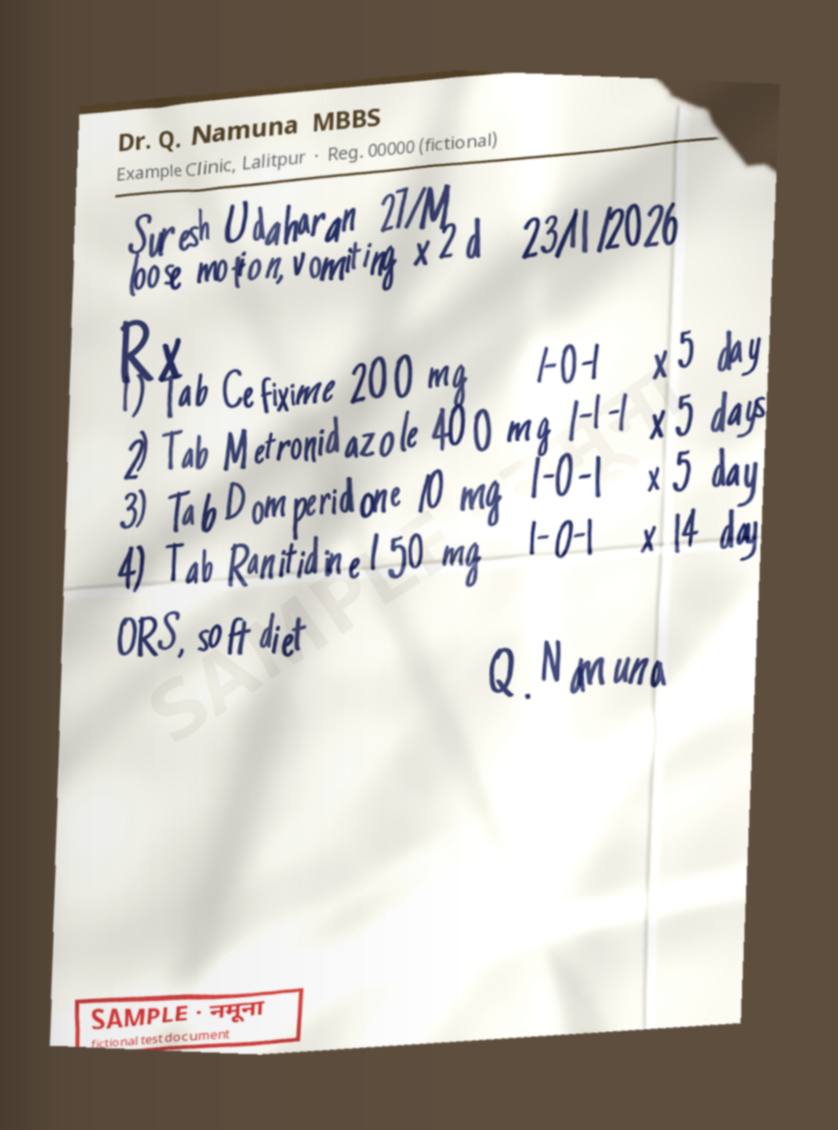 Dr. Q. Namuna MBBS
Example Clinic, Lalitpur · Reg. 00000 (fictional)
Suresh Udaharan 27/M 23/11/2026
loose motion, vomiting x 2 d
Rx
1) Tab Cefixime 200 mg 1-0-1 x 5 day
2) Tab Metronidazole 400 mg 1-1-1 x 5 days
3) Tab Domperidone 10 mg 1-0-1 x 5 day
4) Tab Ranitidine 150 mg 1-0-1 x 14 day
ORS, soft diet
Q. Namuna
SAMPLE नमूना
SAMPLE · नमूना
fictional test document